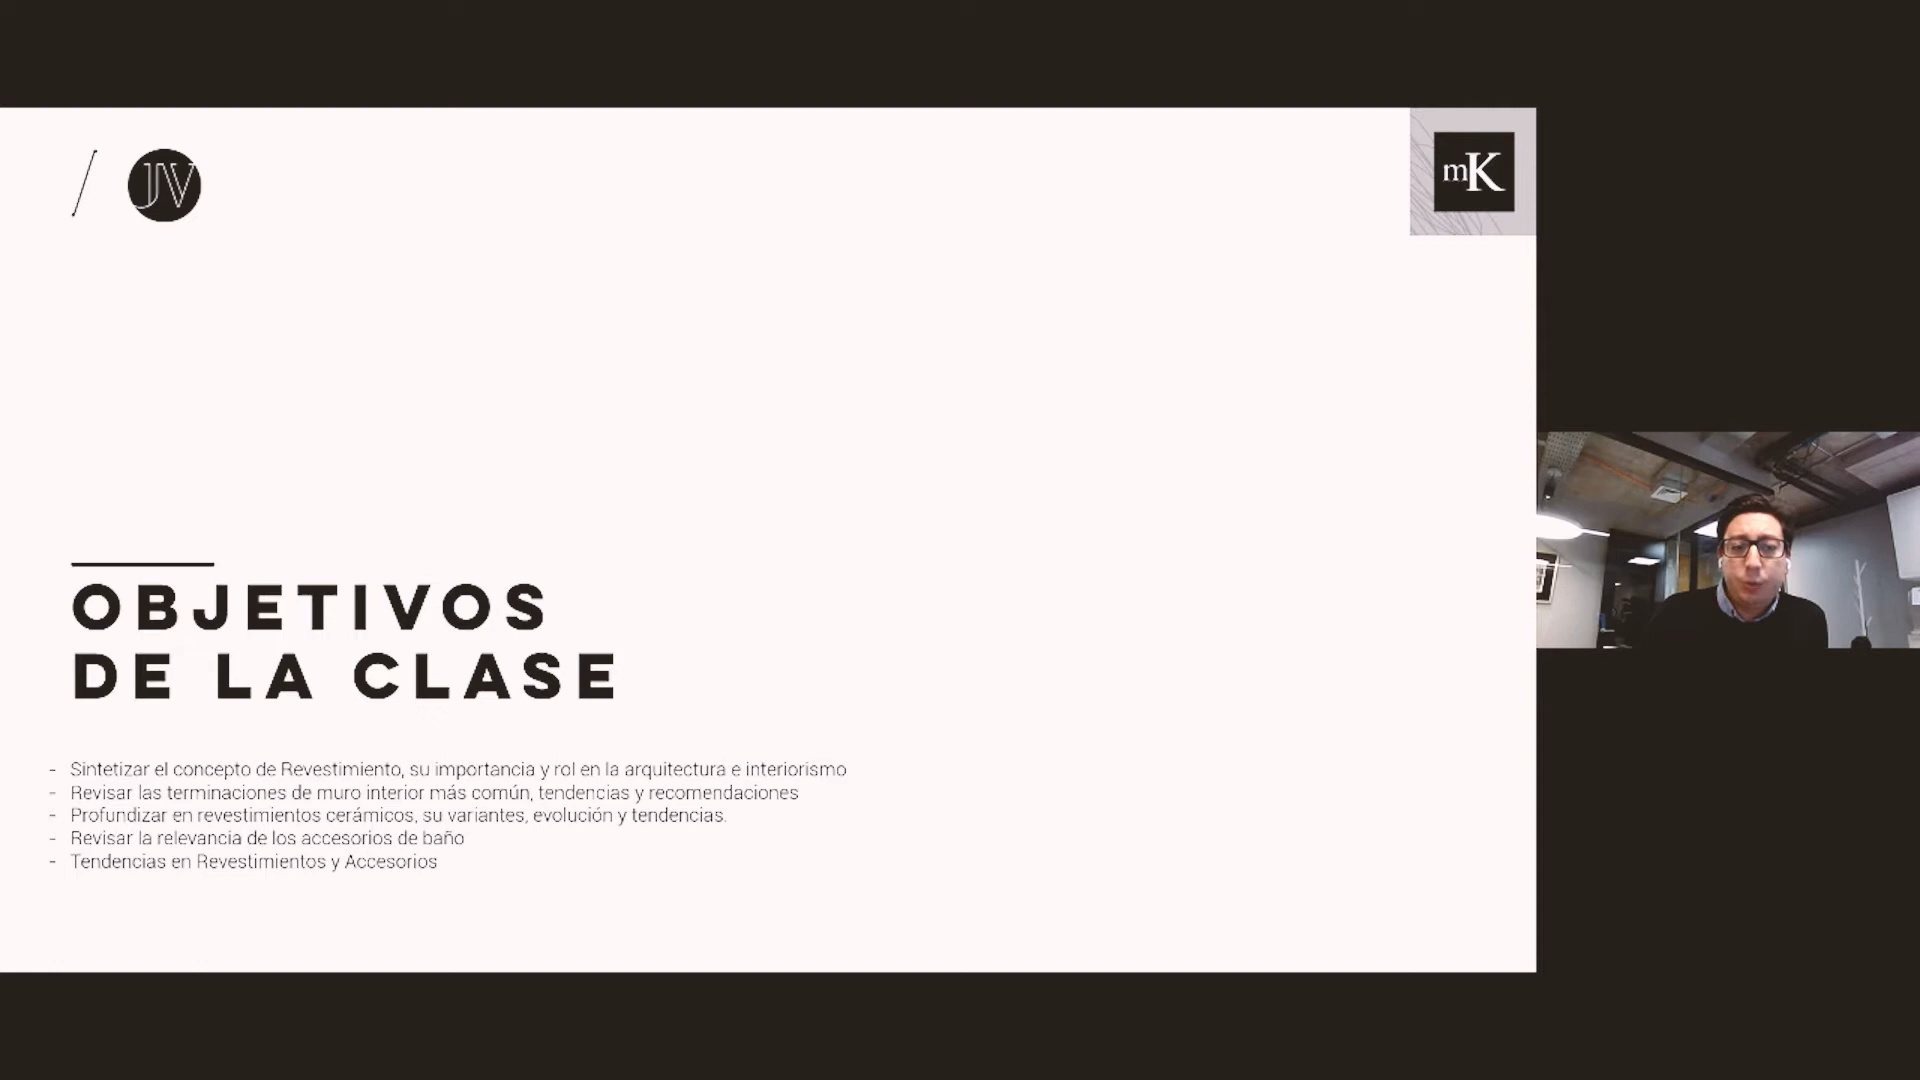 JV
mK
OBJETIVOS
DE LA CLASE
- Sintetizar el concepto de Revestimiento, su importancia y rol en la arquitectura e interiorismo
- Revisar las terminaciones de muro interior más común, tendencias y recomendaciones
- Profundizar en revestimientos cerámicos, su variantes, evolución y tendencias.
- Revisar la relevancia de los accesorios de baño
- Tendencias en Revestimientos y Accesorios